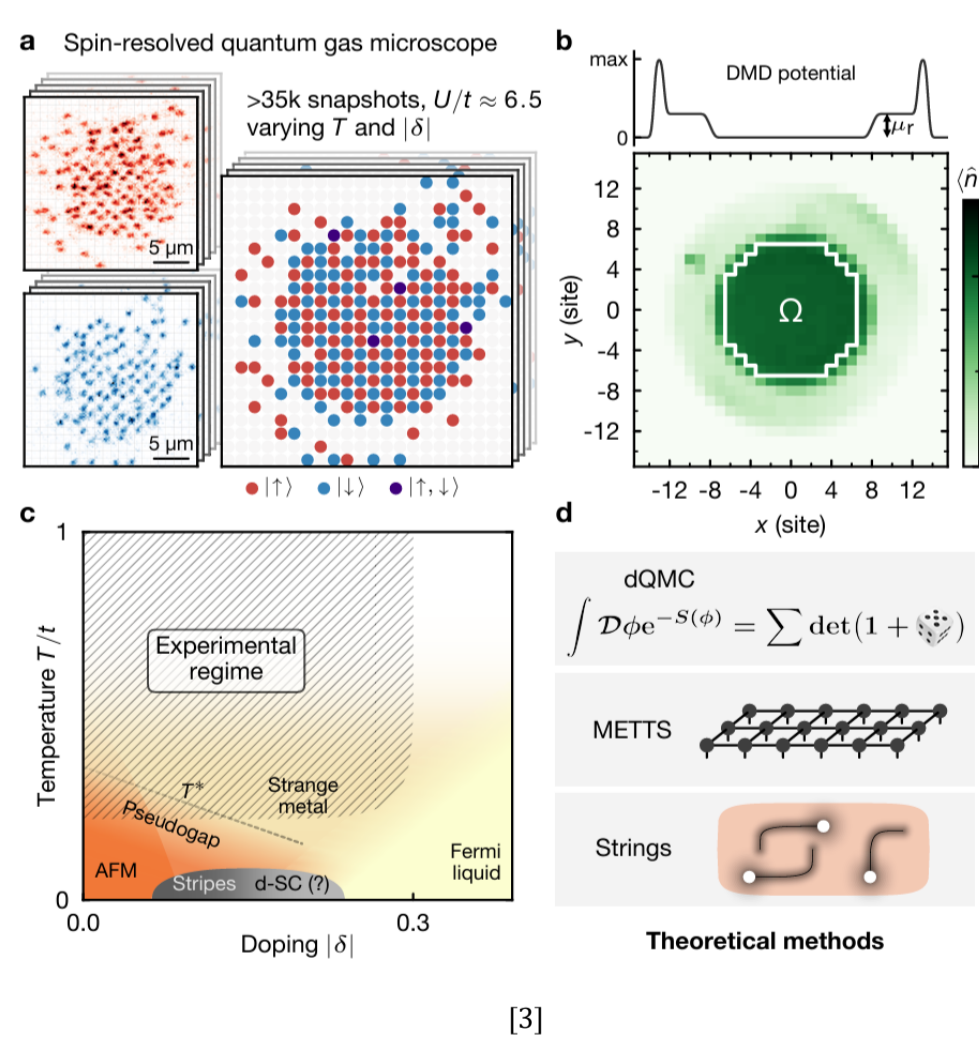 a Spin-resolved quantum gas microscope
>35k snapshots, U/t ≈ 6.5
varying T and |δ|
5 µm
5 µm
|↑⟩ |↓⟩ |↑,↓⟩
b
max
DMD potential
μr
0
⟨n̂
12
8
4
0
-4
-8
-12
y (site)
Ω
-12 -8 -4 0 4 8 12
x (site)
c
1
Temperature T/t
Experimental
regime
T*
Strange
metal
Pseudogap
AFM
Stripes d-SC (?)
Fermi
liquid
0
0.0 0.3
Doping |δ|
d
dQMC
∫ 𝒟ϕe^{−S(ϕ)} = ∑ det(1 + )
METTS
Strings
Theoretical methods
[3]